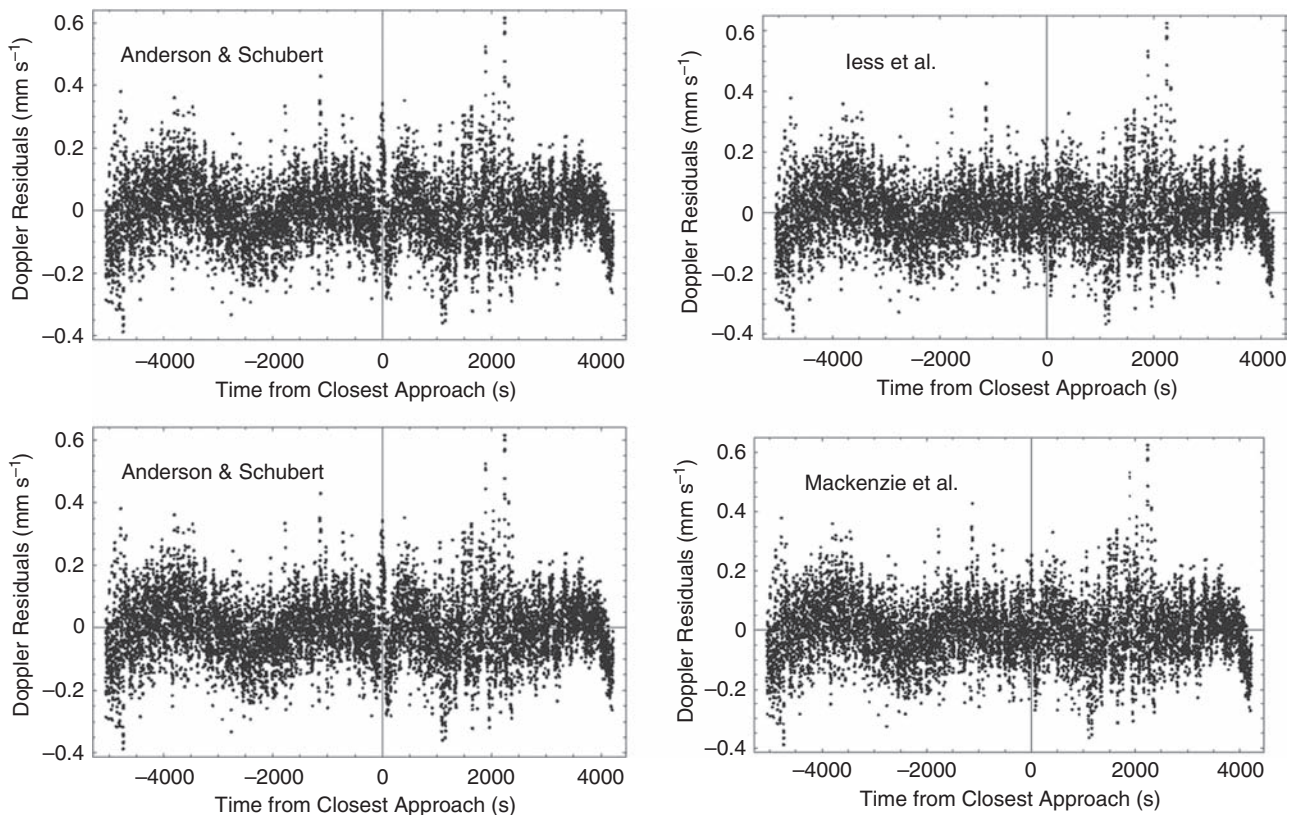 Anderson & Schubert
Doppler Residuals (mm s−1)
0.6
0.4
0.2
0
−0.2
−0.4
−4000 −2000 0 2000 4000
Time from Closest Approach (s)
Iess et al.
Doppler Residuals (mm s−1)
0.6
0.4
0.2
0
−0.2
−0.4
−4000 −2000 0 2000 4000
Time from Closest Approach (s)
Anderson & Schubert
Doppler Residuals (mm s−1)
0.6
0.4
0.2
0
−0.2
−0.4
−4000 −2000 0 2000 4000
Time from Closest Approach (s)
Mackenzie et al.
Doppler Residuals (mm s−1)
0.6
0.4
0.2
0
−0.2
−0.4
−4000 −2000 0 2000 4000
Time from Closest Approach (s)